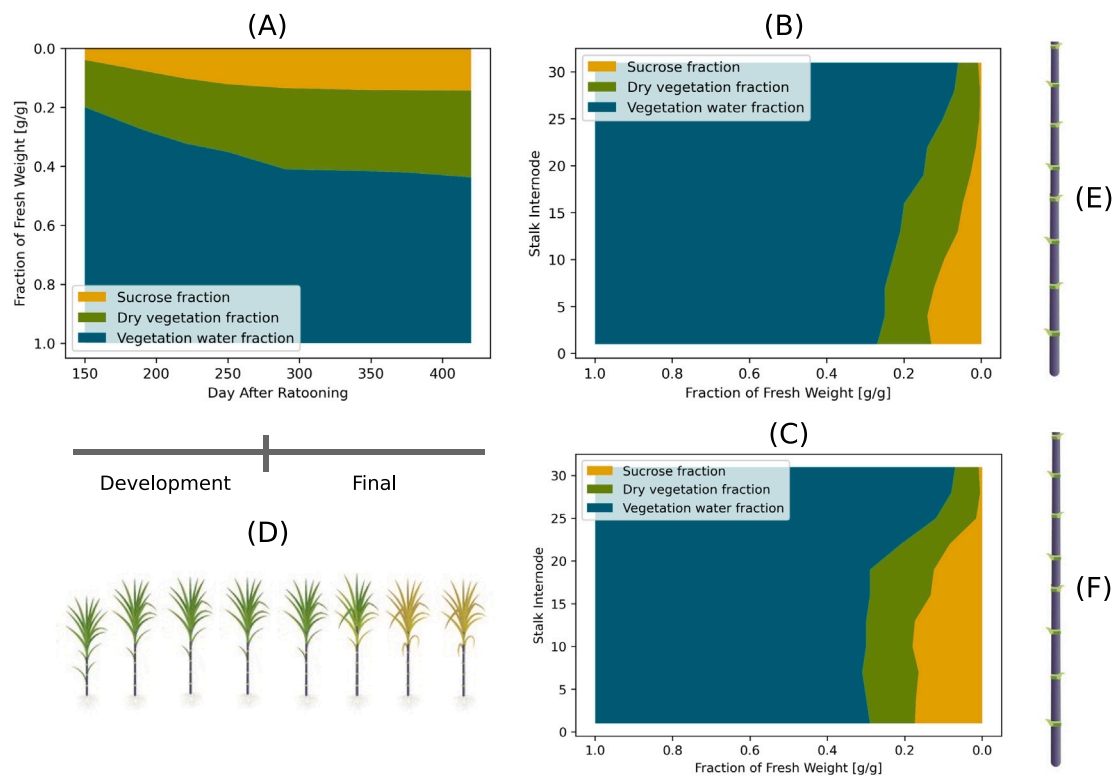 (A)
0.0
0.2
0.4
0.6
0.8
1.0
Fraction of Fresh Weight [g/g]
Sucrose fraction
Dry vegetation fraction
Vegetation water fraction
150 200 250 300 350 400
Day After Ratooning
(B)
30
25
20
15
10
5
0
Stalk Internode
Sucrose fraction
Dry vegetation fraction
Vegetation water fraction
1.0 0.8 0.6 0.4 0.2 0.0
Fraction of Fresh Weight [g/g]
(E)
Development Final
(D)
(C)
30
25
20
15
10
5
0
Stalk Internode
Sucrose fraction
Dry vegetation fraction
Vegetation water fraction
1.0 0.8 0.6 0.4 0.2 0.0
Fraction of Fresh Weight [g/g]
(F)